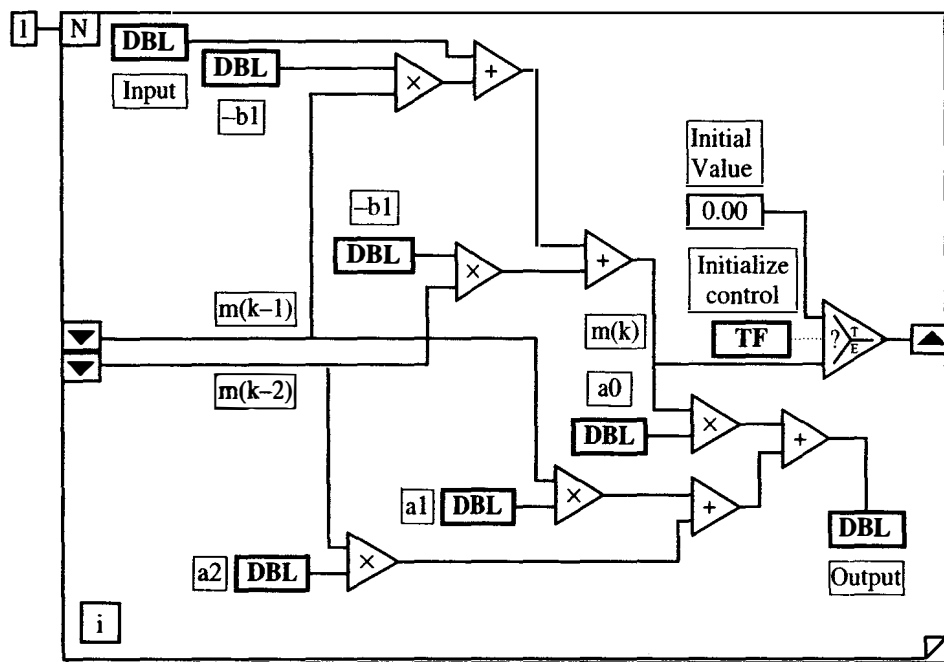 1
N
DBL
Input
DBL
–b1
×
+
–b1
DBL
×
+
Initial
Value
0.00
Initialize
control
TF
?
T
E
m(k–1)
m(k–2)
m(k)
a0
DBL
×
+
a1
DBL
×
+
a2
DBL
×
DBL
Output
i